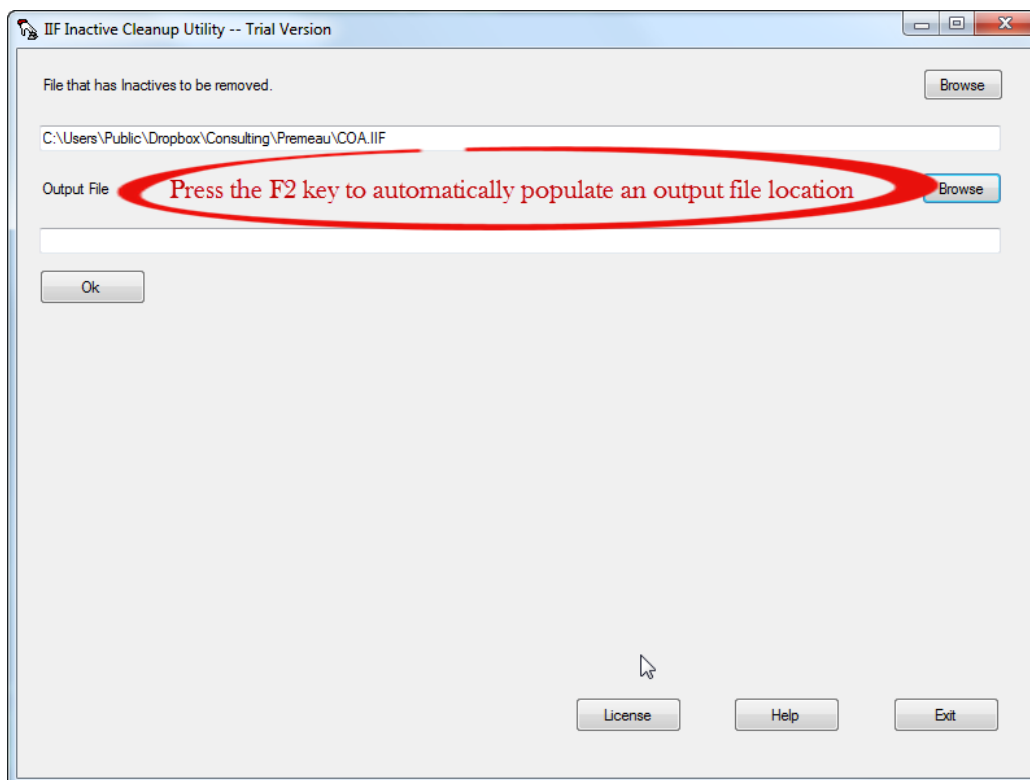 IIF Inactive Cleanup Utility -- Trial Version
File that has Inactives to be removed.
Browse
C:\Users\Public\Dropbox\Consulting\Premeau\COA.IIF
Output File
Press the F2 key to automatically populate an output file location
Browse
Ok
License
Help
Exit